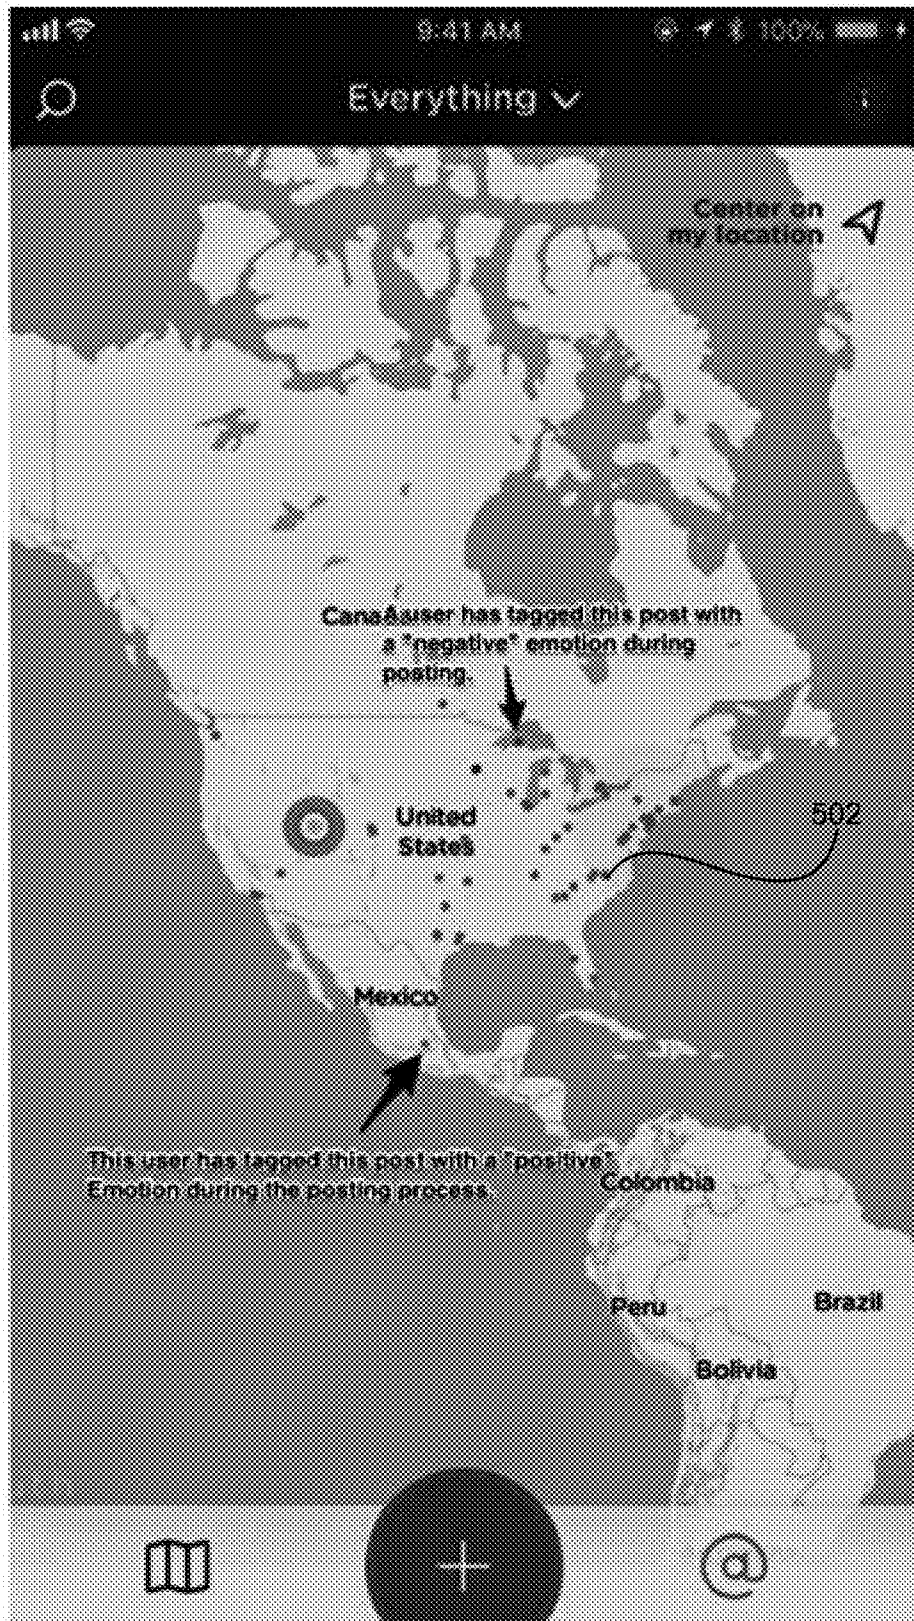 9:41 AM
100%
Everything
Center on
my location
Cana
A user has tagged this post with
a "negative" emotion during
posting.
United
States
502
Mexico
This user has tagged this post with a "positive"
Emotion during the posting process.
Colombia
Peru
Brazil
Bolivia